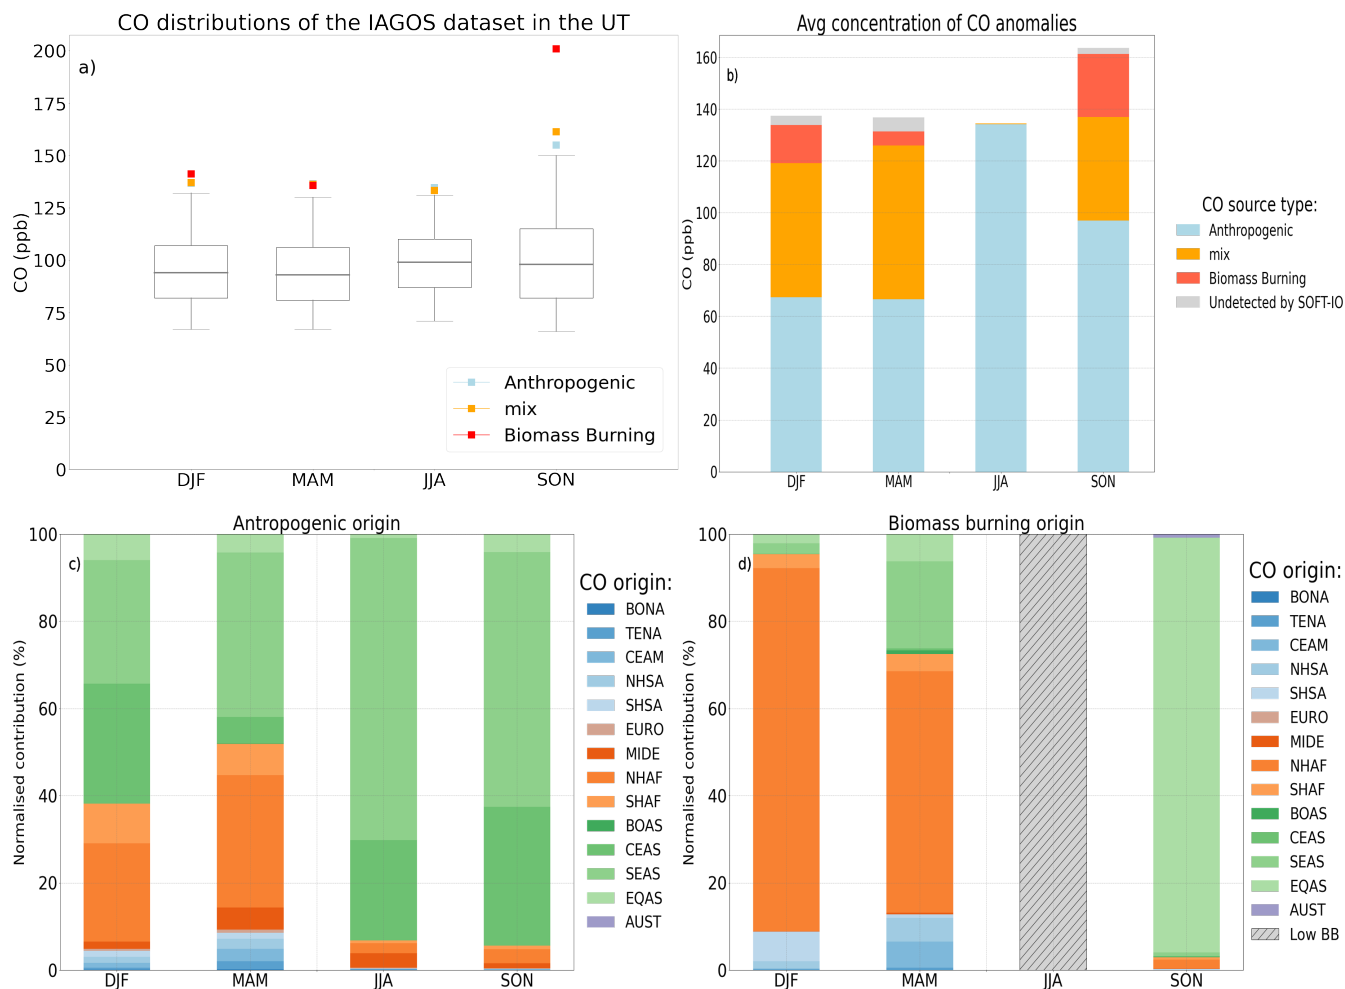 CO distributions of the IAGOS dataset in the UT
a)
CO (ppb)
200
175
150
125
100
75
50
25
0
DJF
MAM
JJA
SON
Anthropogenic
mix
Biomass Burning
Avg concentration of CO anomalies
b)
CO (ppb)
160
140
120
100
80
60
40
20
0
DJF
MAM
JJA
SON
CO source type:
Anthropogenic
mix
Biomass Burning
Undetected by SOFT-IO
Antropogenic origin
c)
Normalised contribution (%)
100
80
60
40
20
0
DJF
MAM
JJA
SON
CO origin:
BONA
TENA
CEAM
NHSA
SHSA
EURO
MIDE
NHAF
SHAF
BOAS
CEAS
SEAS
EQAS
AUST
Biomass burning origin
d)
Normalised contribution (%)
100
80
60
40
20
0
DJF
MAM
JJA
SON
CO origin:
BONA
TENA
CEAM
NHSA
SHSA
EURO
MIDE
NHAF
SHAF
BOAS
CEAS
SEAS
EQAS
AUST
Low BB